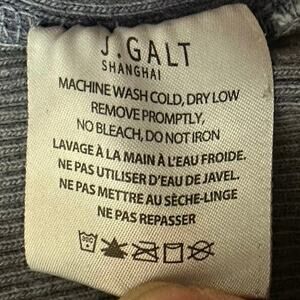 J.GALT
SHANGHAI
MACHINE WASH COLD, DRY LOW
REMOVE PROMPTLY,
NO BLEACH, DO NOT IRON
LAVAGE À LA MAIN À L'EAU FROIDE.
NE PAS UTILISER D'EAU DE JAVEL.
NE PAS METTRE AU SÈCHE-LINGE
NE PAS REPASSER